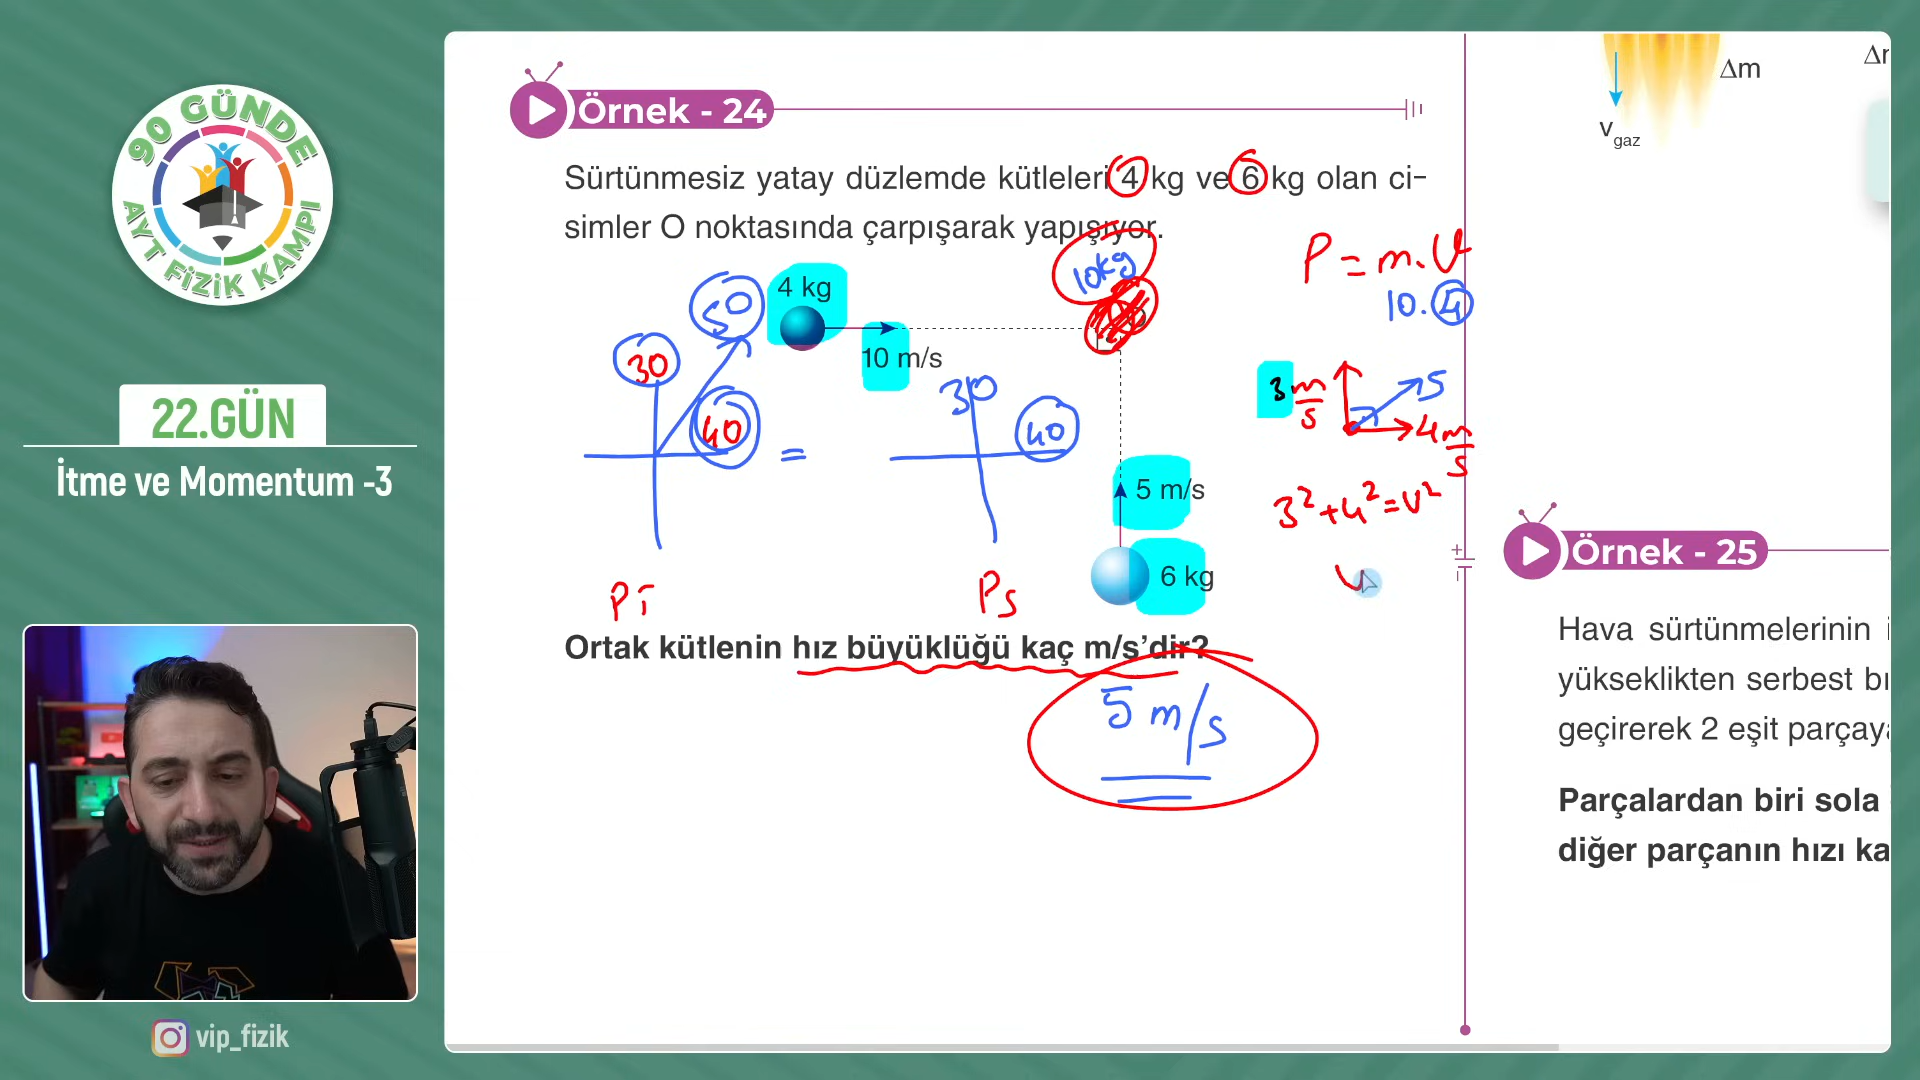 90 GÜNDE
AYT FİZİK KAMPI
22.GÜN
İtme ve Momentum -3
vip_fizik
Örnek - 24
Sürtünmesiz yatay düzlemde kütleleri 4 kg ve 6 kg olan ci-
simler O noktasında çarpışarak yapışıyor.
10kg
P = m.V
10.4
50
4 kg
30
10 m/s
40
=
30
40
3 m/s
5
4 m/s
5 m/s
3²+4²=V²
6 kg
V
Pi
Ps
Ortak kütlenin hız büyüklüğü kaç m/s'dir?
5 m/s
Δm
v gaz
Örnek - 25
Hava sürtünmelerinin
yükseklikten serbest
geçirerek 2 eşit
Parçalardan biri sola
diğer parçanın hızı